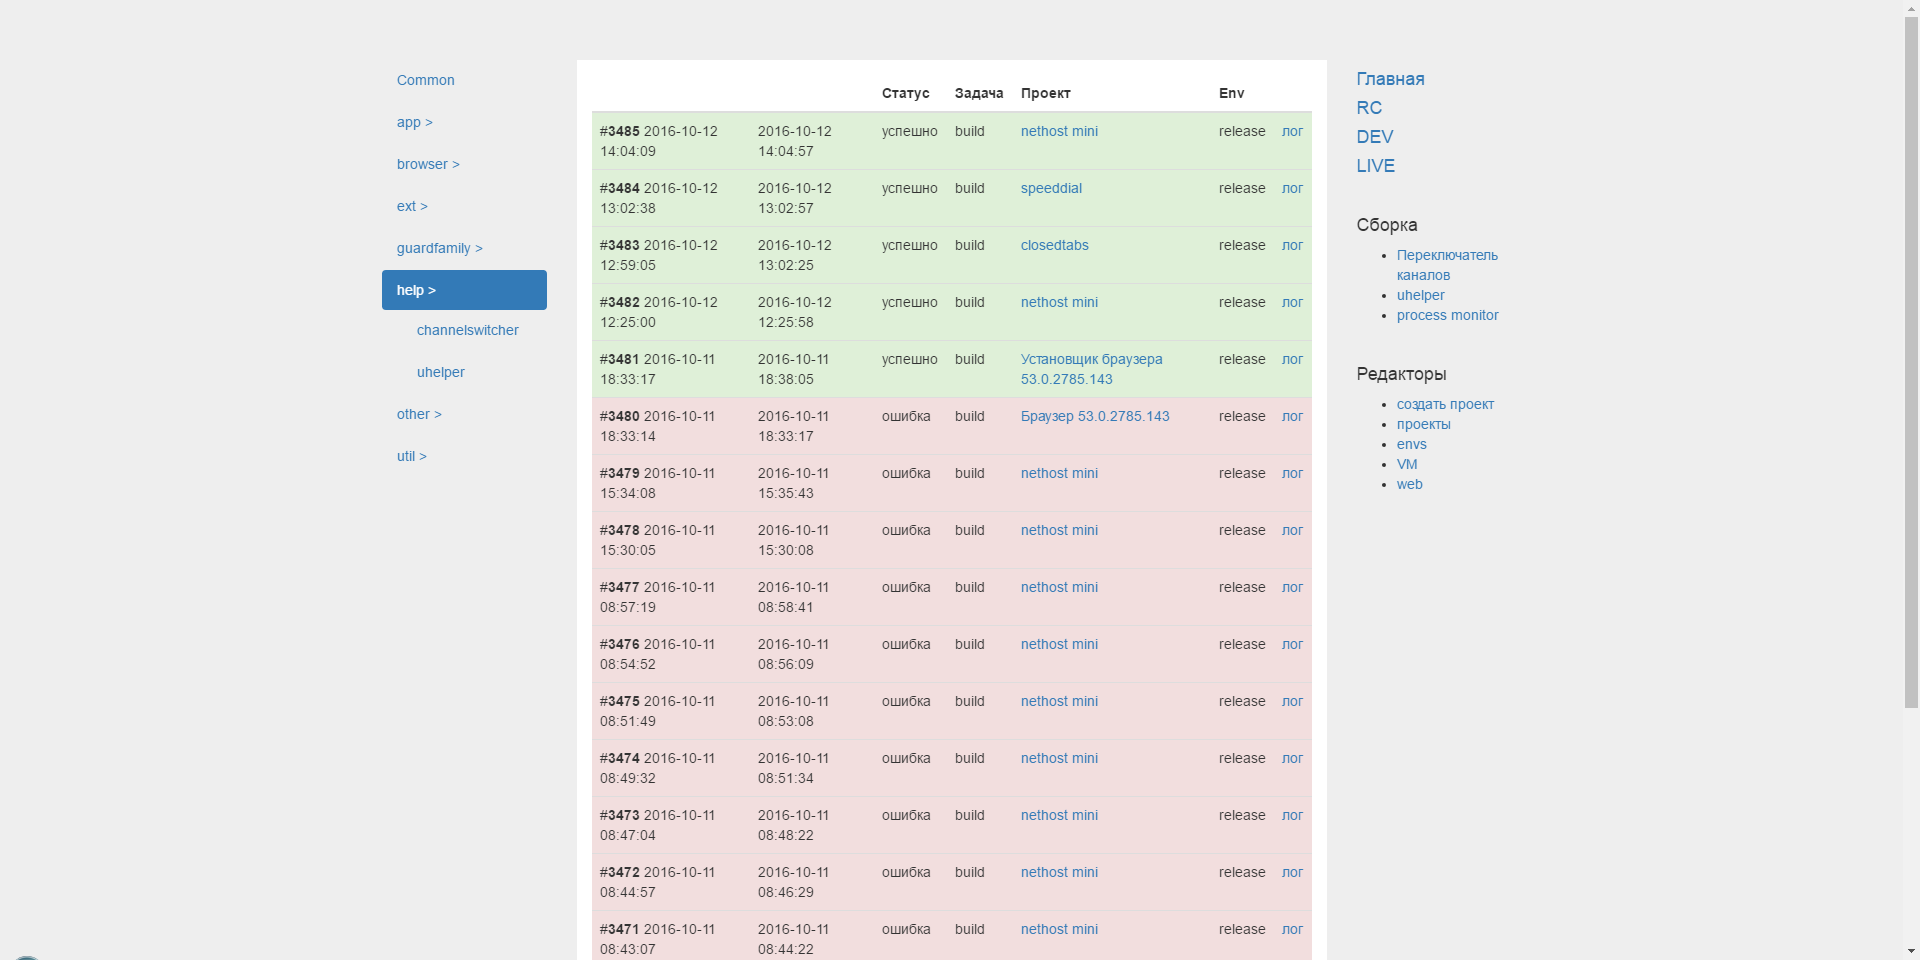 Common
app >
browser >
ext >
guardfamily >
help >
channelswitcher
uhelper
other >
util >
Статус Задача Проект Env
#3485 2016-10-12 2016-10-12 успешно build nethost mini release лог
14:04:09 14:04:57
#3484 2016-10-12 2016-10-12 успешно build speeddial release лог
13:02:38 13:02:57
#3483 2016-10-12 2016-10-12 успешно build closedtabs release лог
12:59:05 13:02:25
#3482 2016-10-12 2016-10-12 успешно build nethost mini release лог
12:25:00 12:25:58
#3481 2016-10-11 2016-10-11 успешно build Установщик браузера release лог
18:33:17 18:38:05 53.0.2785.143
#3480 2016-10-11 2016-10-11 ошибка build Браузер 53.0.2785.143 release лог
18:33:14 18:33:17
#3479 2016-10-11 2016-10-11 ошибка build nethost mini release лог
15:34:08 15:35:43
#3478 2016-10-11 2016-10-11 ошибка build nethost mini release лог
15:30:05 15:30:08
#3477 2016-10-11 2016-10-11 ошибка build nethost mini release лог
08:57:19 08:58:41
#3476 2016-10-11 2016-10-11 ошибка build nethost mini release лог
08:54:52 08:56:09
#3475 2016-10-11 2016-10-11 ошибка build nethost mini release лог
08:51:49 08:53:08
#3474 2016-10-11 2016-10-11 ошибка build nethost mini release лог
08:49:32 08:51:34
#3473 2016-10-11 2016-10-11 ошибка build nethost mini release лог
08:47:04 08:48:22
#3472 2016-10-11 2016-10-11 ошибка build nethost mini release лог
08:44:57 08:46:29
#3471 2016-10-11 2016-10-11 ошибка build nethost mini release лог
08:43:07 08:44:22
Главная
RC
DEV
LIVE
Сборка
Переключатель
каналов
uhelper
process monitor
Редакторы
создать проект
проекты
envs
VM
web